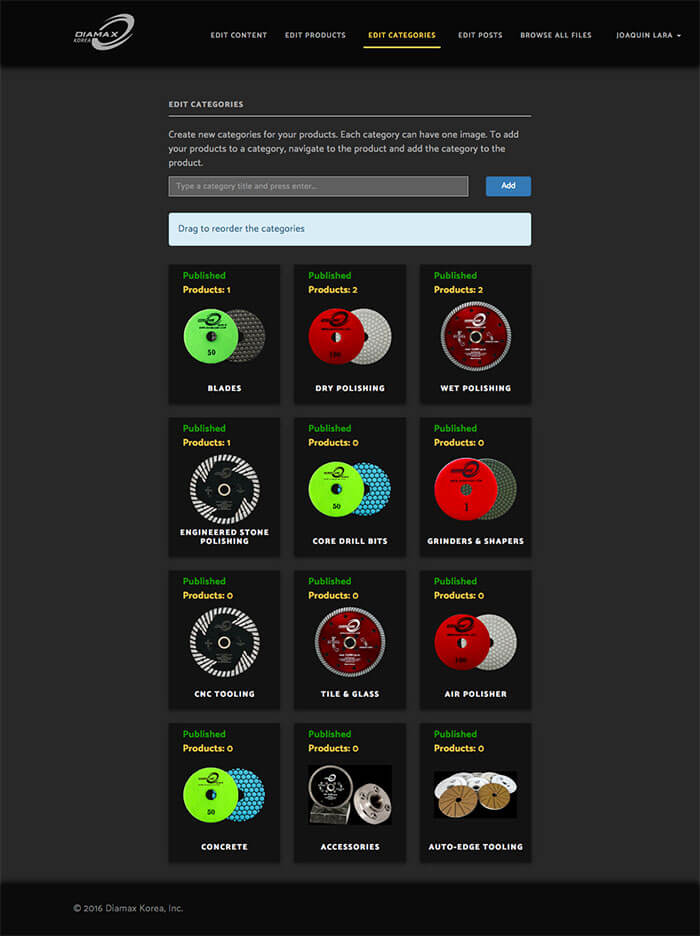 DIAMAX
KOREA
EDIT CONTENT
EDIT PRODUCTS
EDIT CATEGORIES
EDIT POSTS
BROWSE ALL FILES
JOAQUIN LARA
EDIT CATEGORIES
Create new categories for your products. Each category can have one image. To add
your products to a category, navigate to the product and add the category to the
product.
Type a category title and press enter...
Add
Drag to reorder the categories
Published
Products: 1
50
BLADES
Published
Products: 2
DRY POLISHING
Published
Products: 2
WET POLISHING
Published
Products: 1
ENGINEERED STONE
POLISHING
Published
Products: 0
50
CORE DRILL BITS
Published
Products: 0
1
GRINDERS & SHAPERS
Published
Products: 0
CNC TOOLING
Published
Products: 0
TILE & GLASS
Published
Products: 0
100
AIR POLISHER
Published
Products: 0
50
CONCRETE
Published
Products: 0
ACCESSORIES
Published
Products: 0
AUTO-EDGE TOOLING
© 2016 Diamax Korea, Inc.